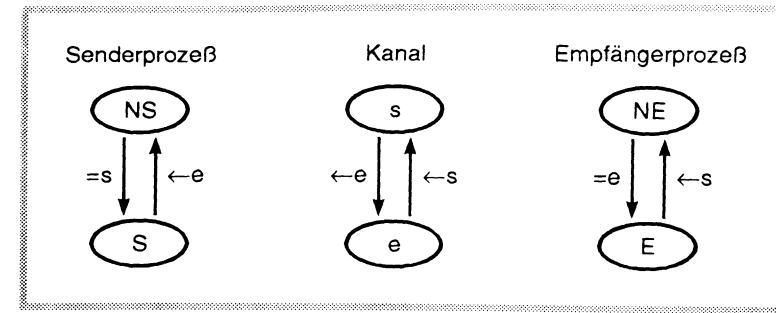 Senderprozeß Kanal Empfängerprozeß
NS s NE
=s ←e ←e ←s =e ←s
S e E